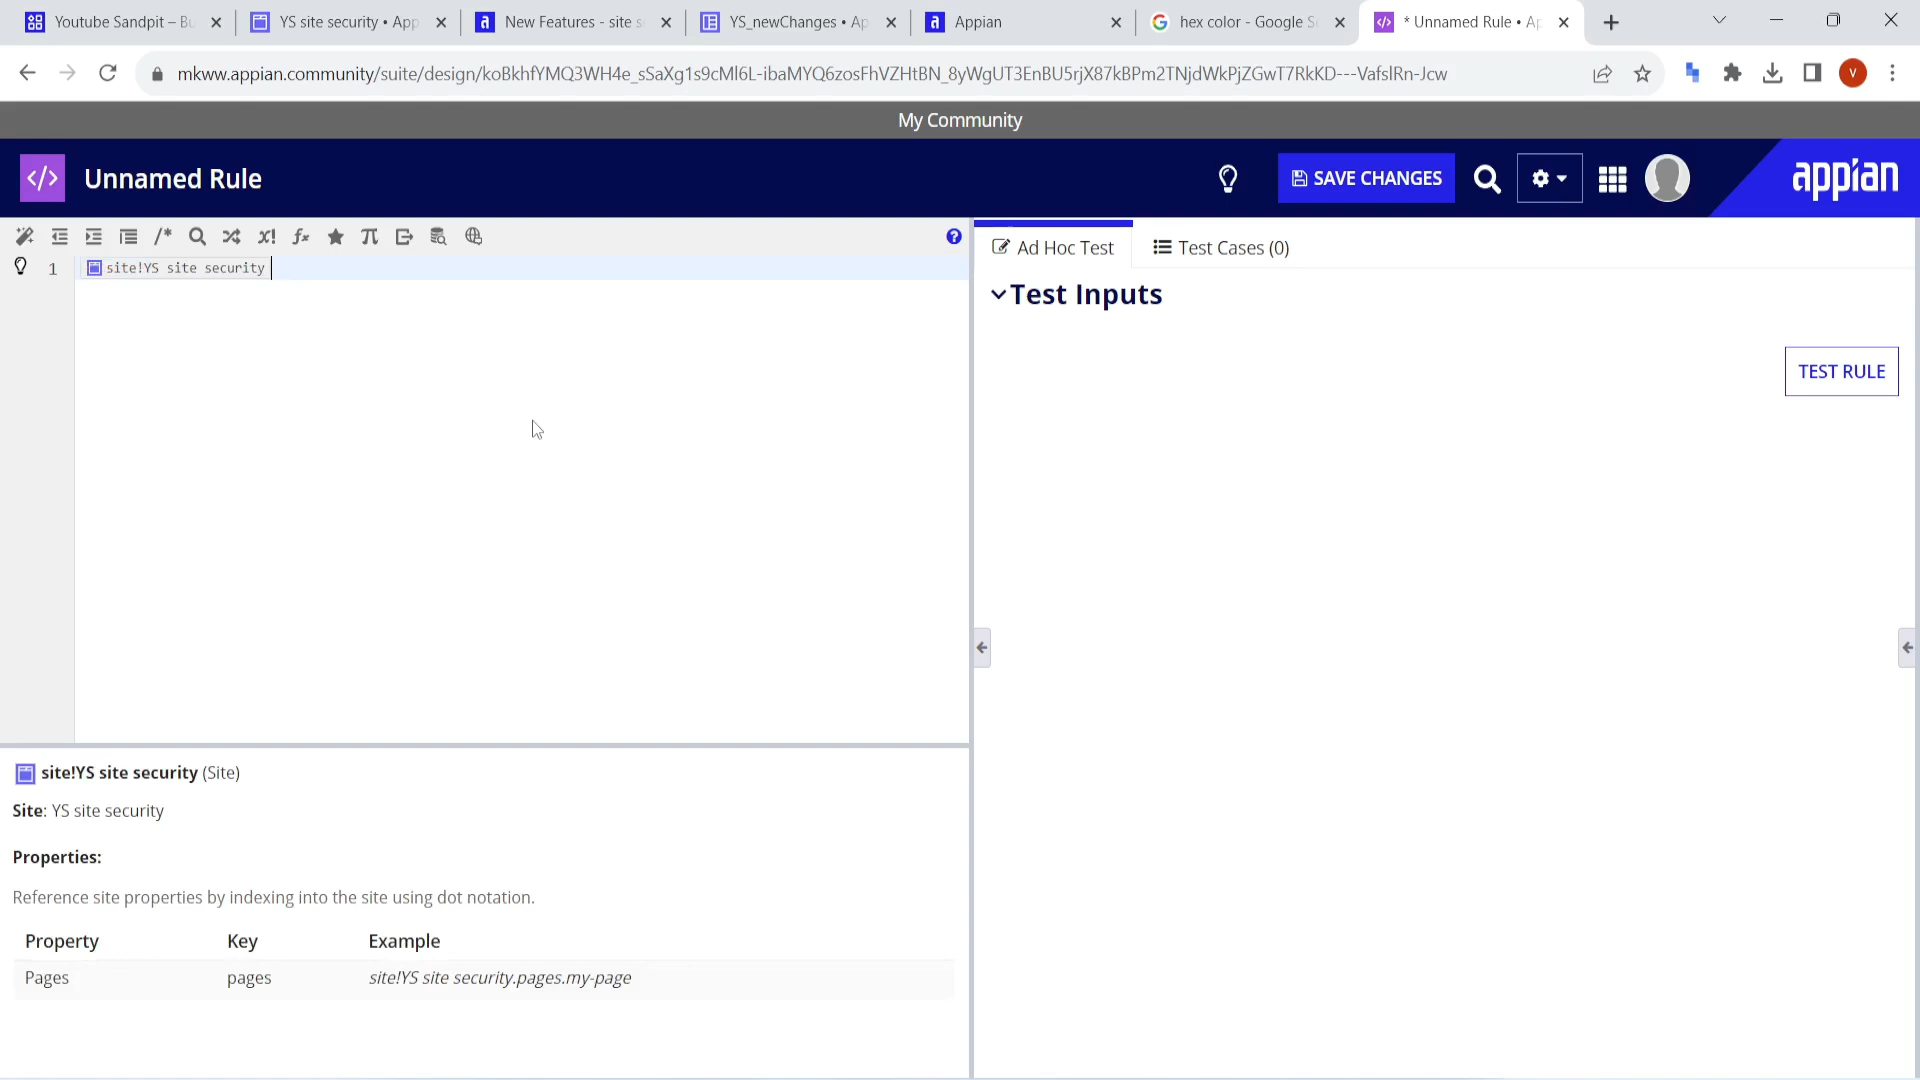 Youtube Sandpit – Bu
YS site security • App
New Features - site s
YS_newChanges • Ap
Appian
hex color - Google S
* Unnamed Rule • Ap
mkww.appian.community/suite/design/koBkhfYMQ3WH4e_sSaXg1s9cMl6L-ibaMYQ6zosFhVZHtBN_8yWgUT3EnBU5rjX87kBPm2TNjdWkPjZGwT7RkKD---VafslRn-Jcw
V
My Community
Unnamed Rule
SAVE CHANGES
appian
1
site!YS site security
Ad Hoc Test
Test Cases (0)
Test Inputs
TEST RULE
site!YS site security (Site)
Site: YS site security
Properties:
Reference site properties by indexing into the site using dot notation.
Property Key Example
Pages pages site!YS site security.pages.my-page